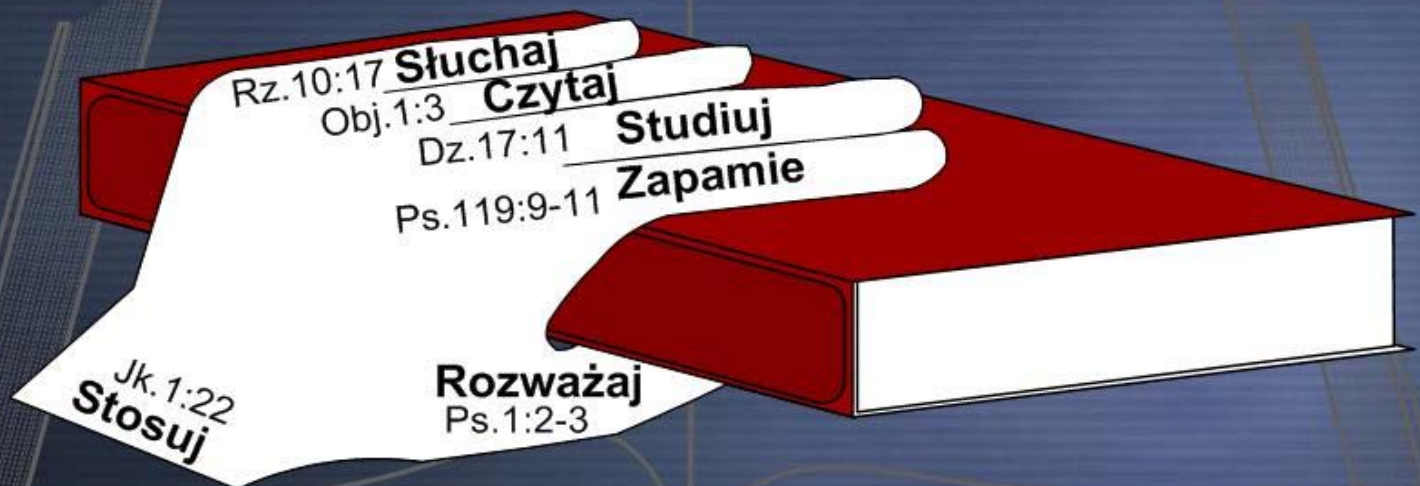 Rz.10:17 Słuchaj
Obj.1:3 Czytaj
Dz.17:11 Studiuj
Ps.119:9-11 Zapamie
Rozważaj
Ps.1:2-3
Jk. 1:22
Stosuj